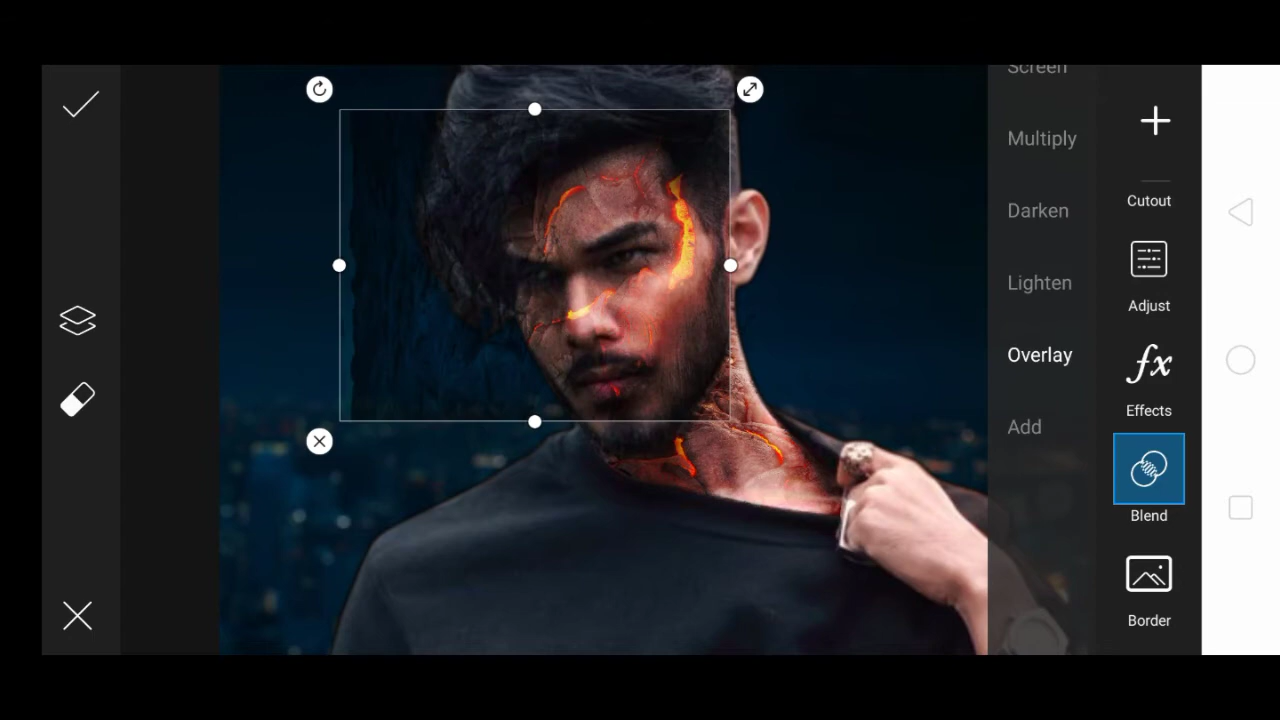 Screen
Multiply
Darken
Lighten
Overlay
Add
Cutout
Adjust
fx
Effects
Blend
Border